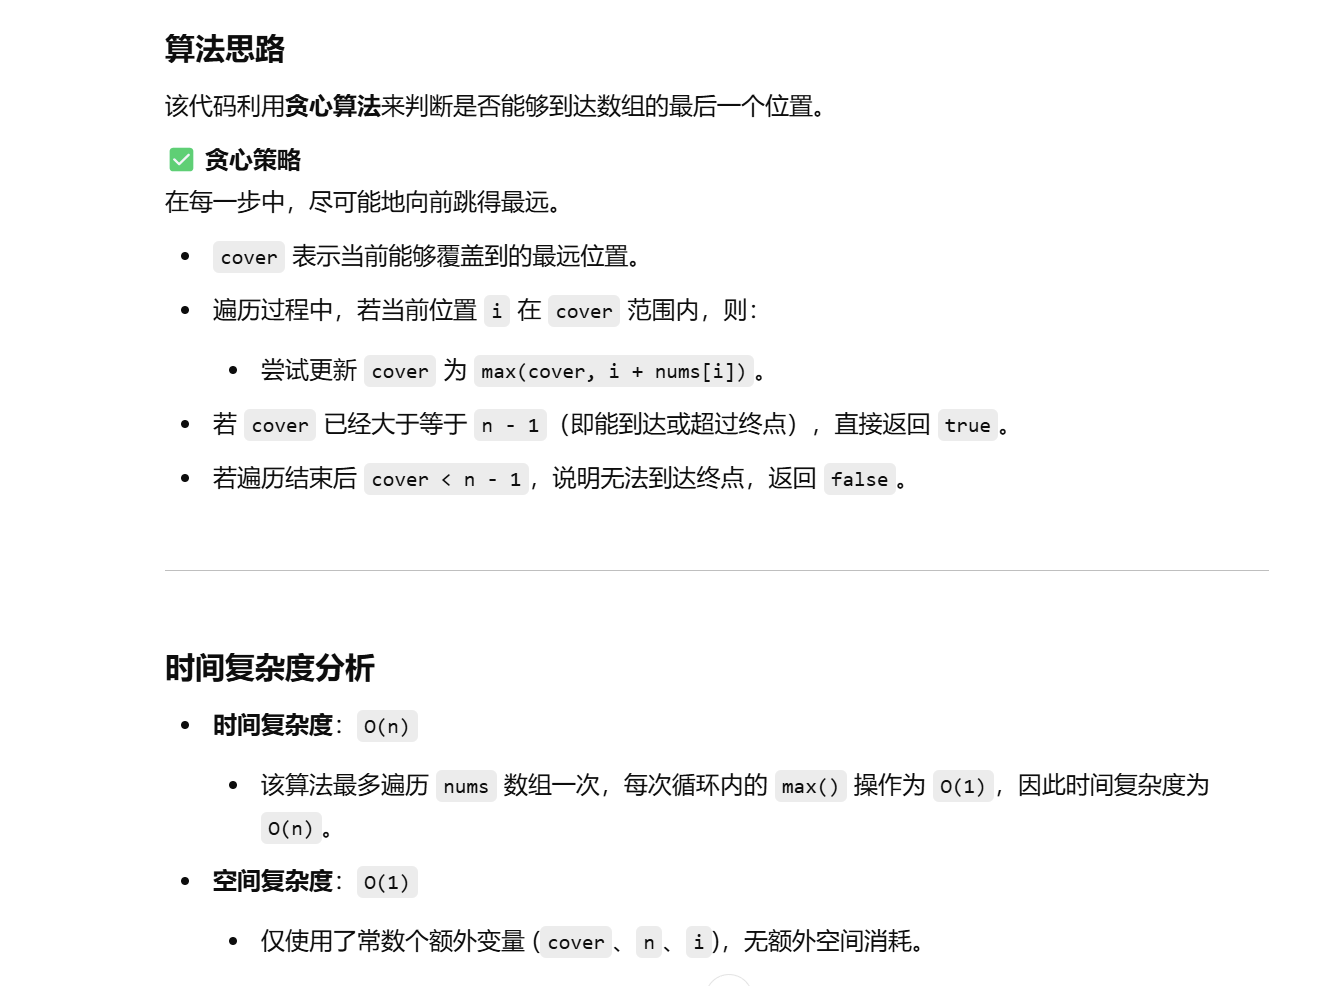 算法思路
该代码利用贪心算法来判断是否能够到达数组的最后一个位置。
✅ 贪心策略
在每一步中，尽可能地向前跳得最远。
• cover 表示当前能够覆盖到的最远位置。
• 遍历过程中，若当前位置 i 在 cover 范围内，则：
• 尝试更新 cover 为 max(cover, i + nums[i])。
• 若 cover 已经大于等于 n - 1（即能到达或超过终点），直接返回 true。
• 若遍历结束后 cover < n - 1，说明无法到达终点，返回 false。
时间复杂度分析
• 时间复杂度：O(n)
• 该算法最多遍历 nums 数组一次，每次循环内的 max() 操作为 O(1)，因此时间复杂度为
O(n)。
• 空间复杂度：O(1)
• 仅使用了常数个额外变量 (cover、n、i)，无额外空间消耗。